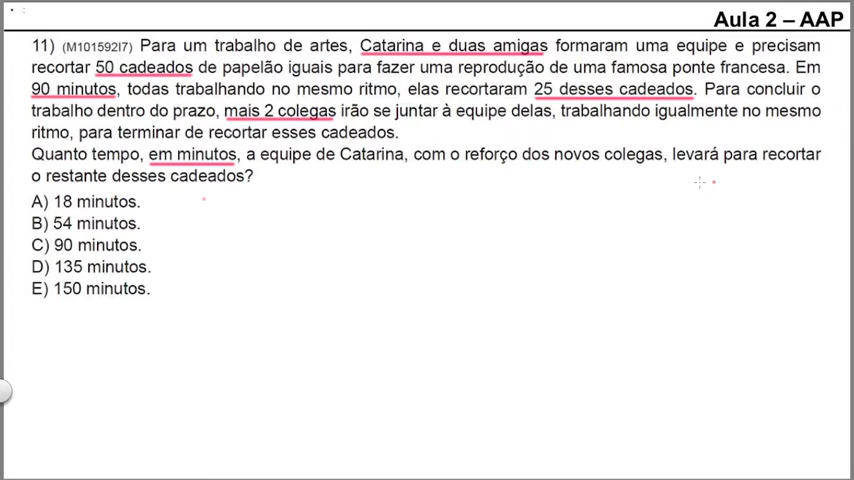 Aula 2 – AAP
11) (M101592I7) Para um trabalho de artes, Catarina e duas amigas formaram uma equipe e precisam
recortar 50 cadeados de papelão iguais para fazer uma reprodução de uma famosa ponte francesa. Em
90 minutos, todas trabalhando no mesmo ritmo, elas recortaram 25 desses cadeados. Para concluir o
trabalho dentro do prazo, mais 2 colegas irão se juntar à equipe delas, trabalhando igualmente no mesmo
ritmo, para terminar de recortar esses cadeados.
Quanto tempo, em minutos, a equipe de Catarina, com o reforço dos novos colegas, levará para recortar
o restante desses cadeados?
A) 18 minutos.
B) 54 minutos.
C) 90 minutos.
D) 135 minutos.
E) 150 minutos.